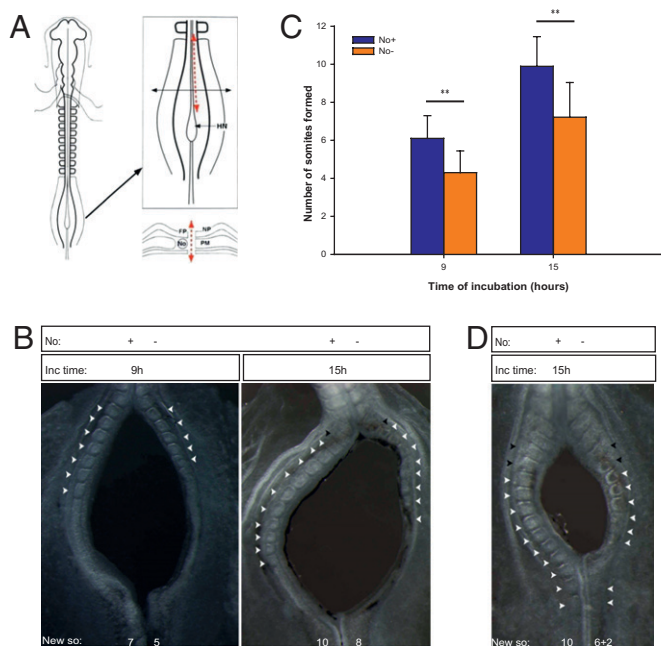 A
HN
FP
NP
No
PM
C
No+
No-
**
**
Number of somites formed
12
10
8
6
4
2
0
9
15
Time of incubation (hours)
B
No: + - + -
Inc time: 9h 15h
New so: 7 5 10 8
D
No: + -
Inc time: 15h
New so: 10 6+2